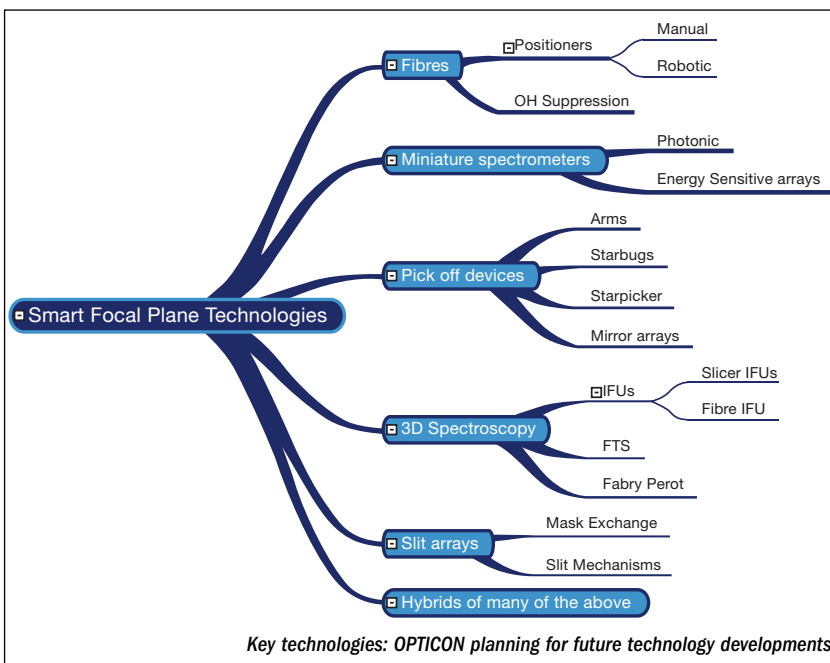 Smart Focal Plane Technologies
Fibres
Positioners
Manual
Robotic
OH Suppression
Miniature spectrometers
Photonic
Energy Sensitive arrays
Pick off devices
Arms
Starbugs
Starpicker
Mirror arrays
3D Spectroscopy
IFUs
Slicer IFUs
Fibre IFU
FTS
Fabry Perot
Slit arrays
Mask Exchange
Slit Mechanisms
Hybrids of many of the above
Key technologies: OPTICON planning for future technology developments